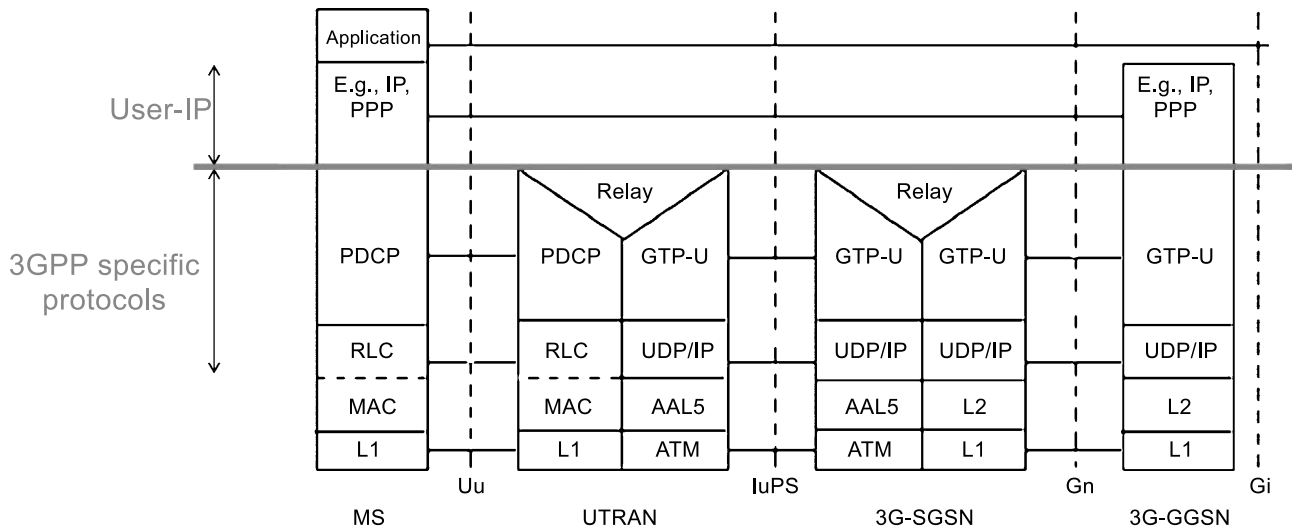 Application
E.g., IP, PPP
E.g., IP, PPP
User-IP
Relay
Relay
3GPP specific protocols
PDCP
PDCP
GTP-U
GTP-U
GTP-U
GTP-U
RLC
RLC
UDP/IP
UDP/IP
UDP/IP
UDP/IP
MAC
MAC
AAL5
AAL5
L2
L2
L1
L1
ATM
ATM
L1
L1
Uu
IuPS
Gn
Gi
MS
UTRAN
3G-SGSN
3G-GGSN